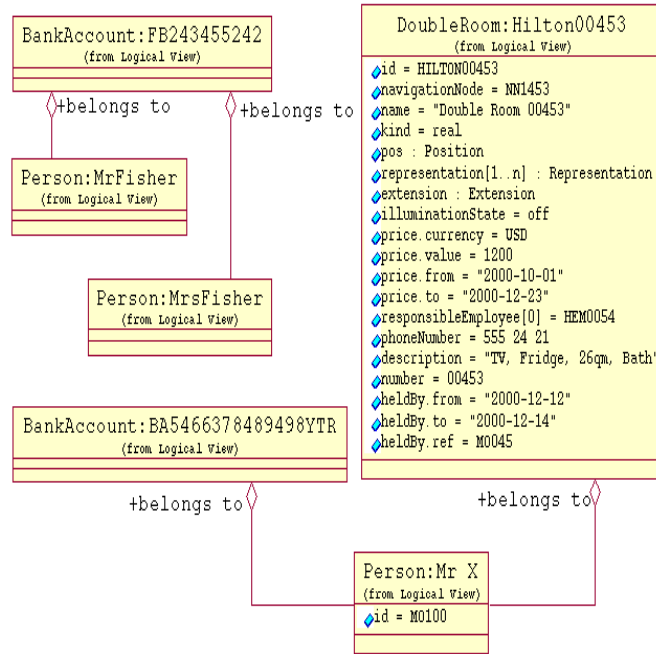 BankAccount:FB243455242
(from Logical View)
+belongs to
+belongs to
Person:MrFisher
(from Logical View)
Person:MrsFisher
(from Logical View)
DoubleRoom:Hilton00453
(from Logical View)
id = HILTON00453
navigationNode = NN1453
name = "Double Room 00453"
kind = real
pos : Position
representation[1..n] : Representation
extension : Extension
illuminationState = off
price.currency = USD
price.value = 1200
price.from = "2000-10-01"
price.to = "2000-12-23"
responsibleEmployee[0] = HEM0054
phoneNumber = 555 24 21
description = "TV, Fridge, 26qm, Bath"
number = 00453
heldBy.from = "2000-12-12"
heldBy.to = "2000-12-14"
heldBy.ref = M0045
BankAccount:BA5466378489498YTR
(from Logical View)
+belongs to
+belongs to
Person:Mr X
(from Logical View)
id = M0100